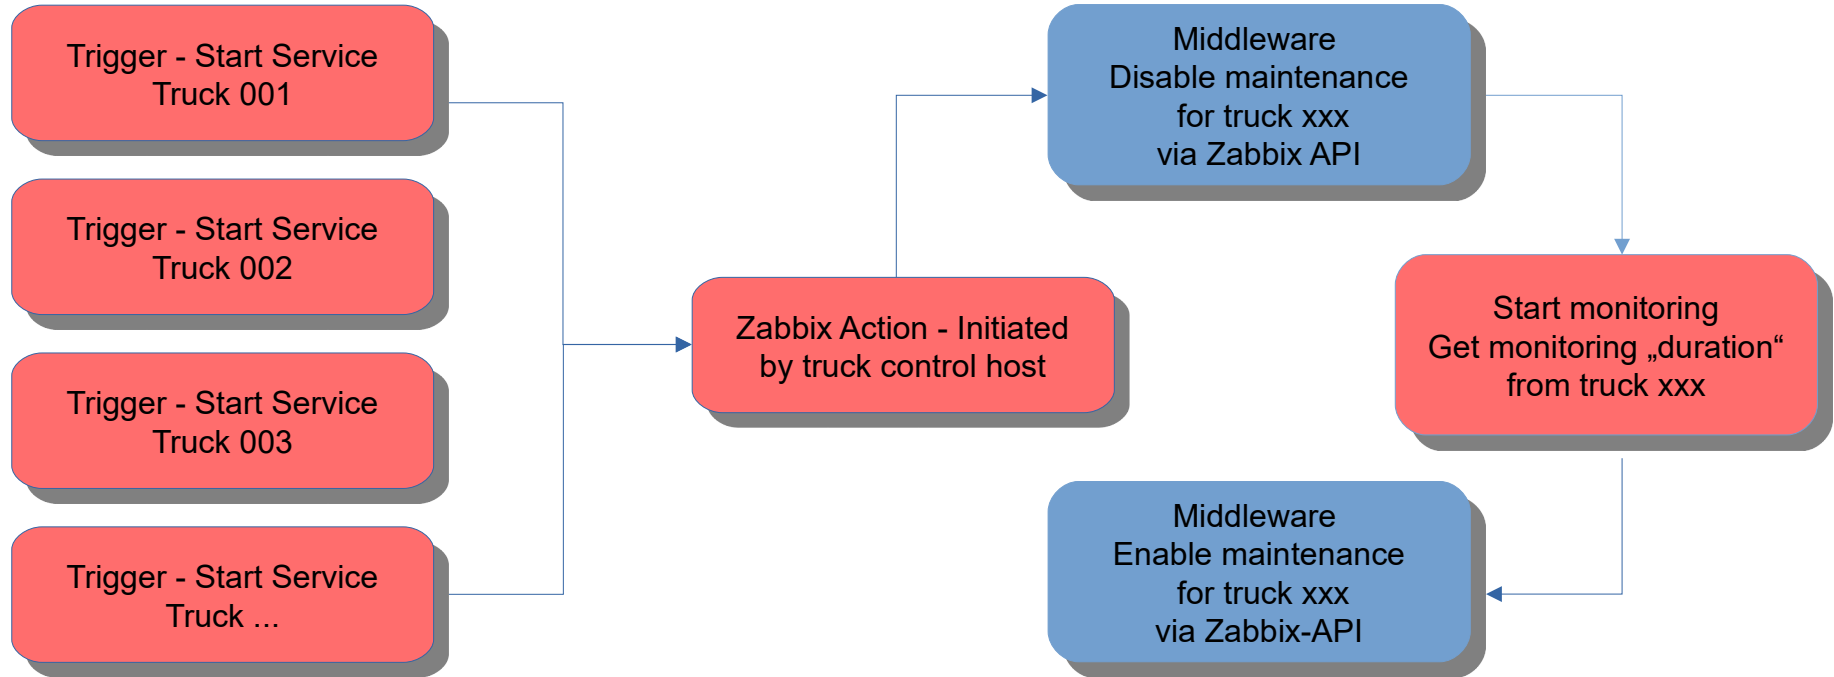 Trigger - Start Service
Truck 001
Trigger - Start Service
Truck 002
Trigger - Start Service
Truck 003
Trigger - Start Service
Truck ...
Zabbix Action - Initiated
by truck control host
Middleware
Disable maintenance
for truck xxx
via Zabbix API
Start monitoring
Get monitoring „duration“
from truck xxx
Middleware
Enable maintenance
for truck xxx
via Zabbix-API